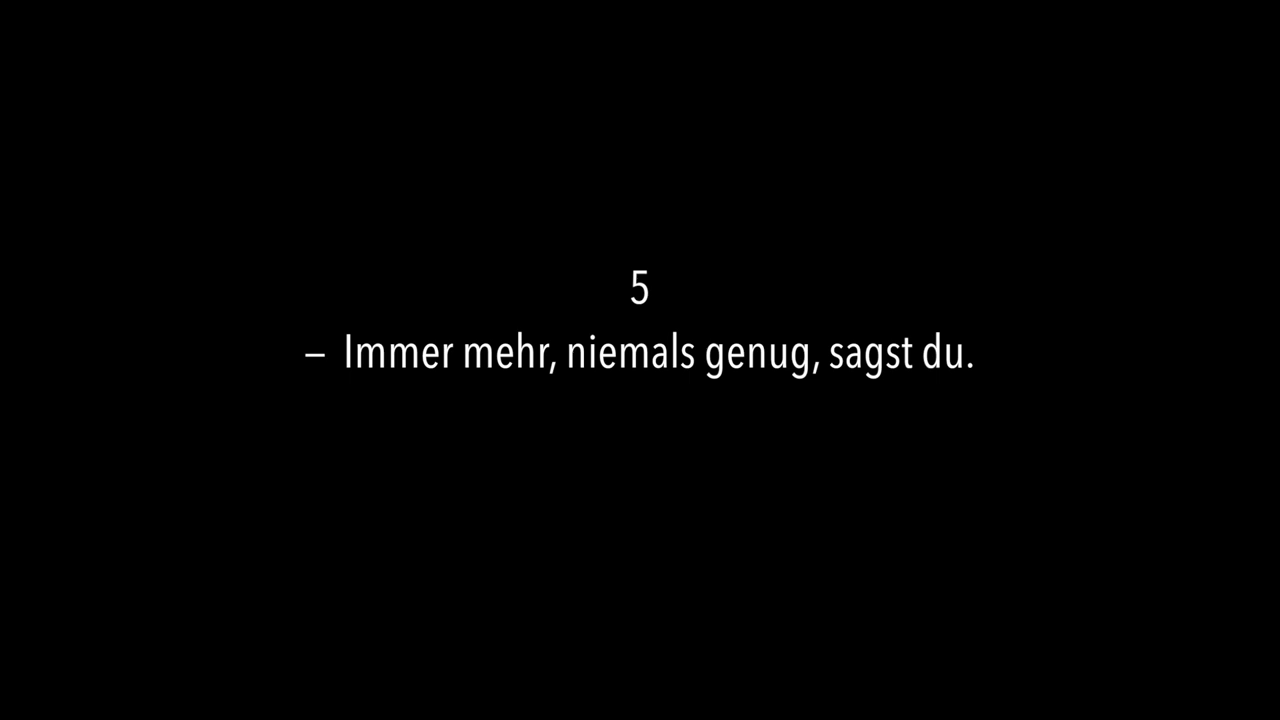 5
– Immer mehr, niemals genug, sagst du.